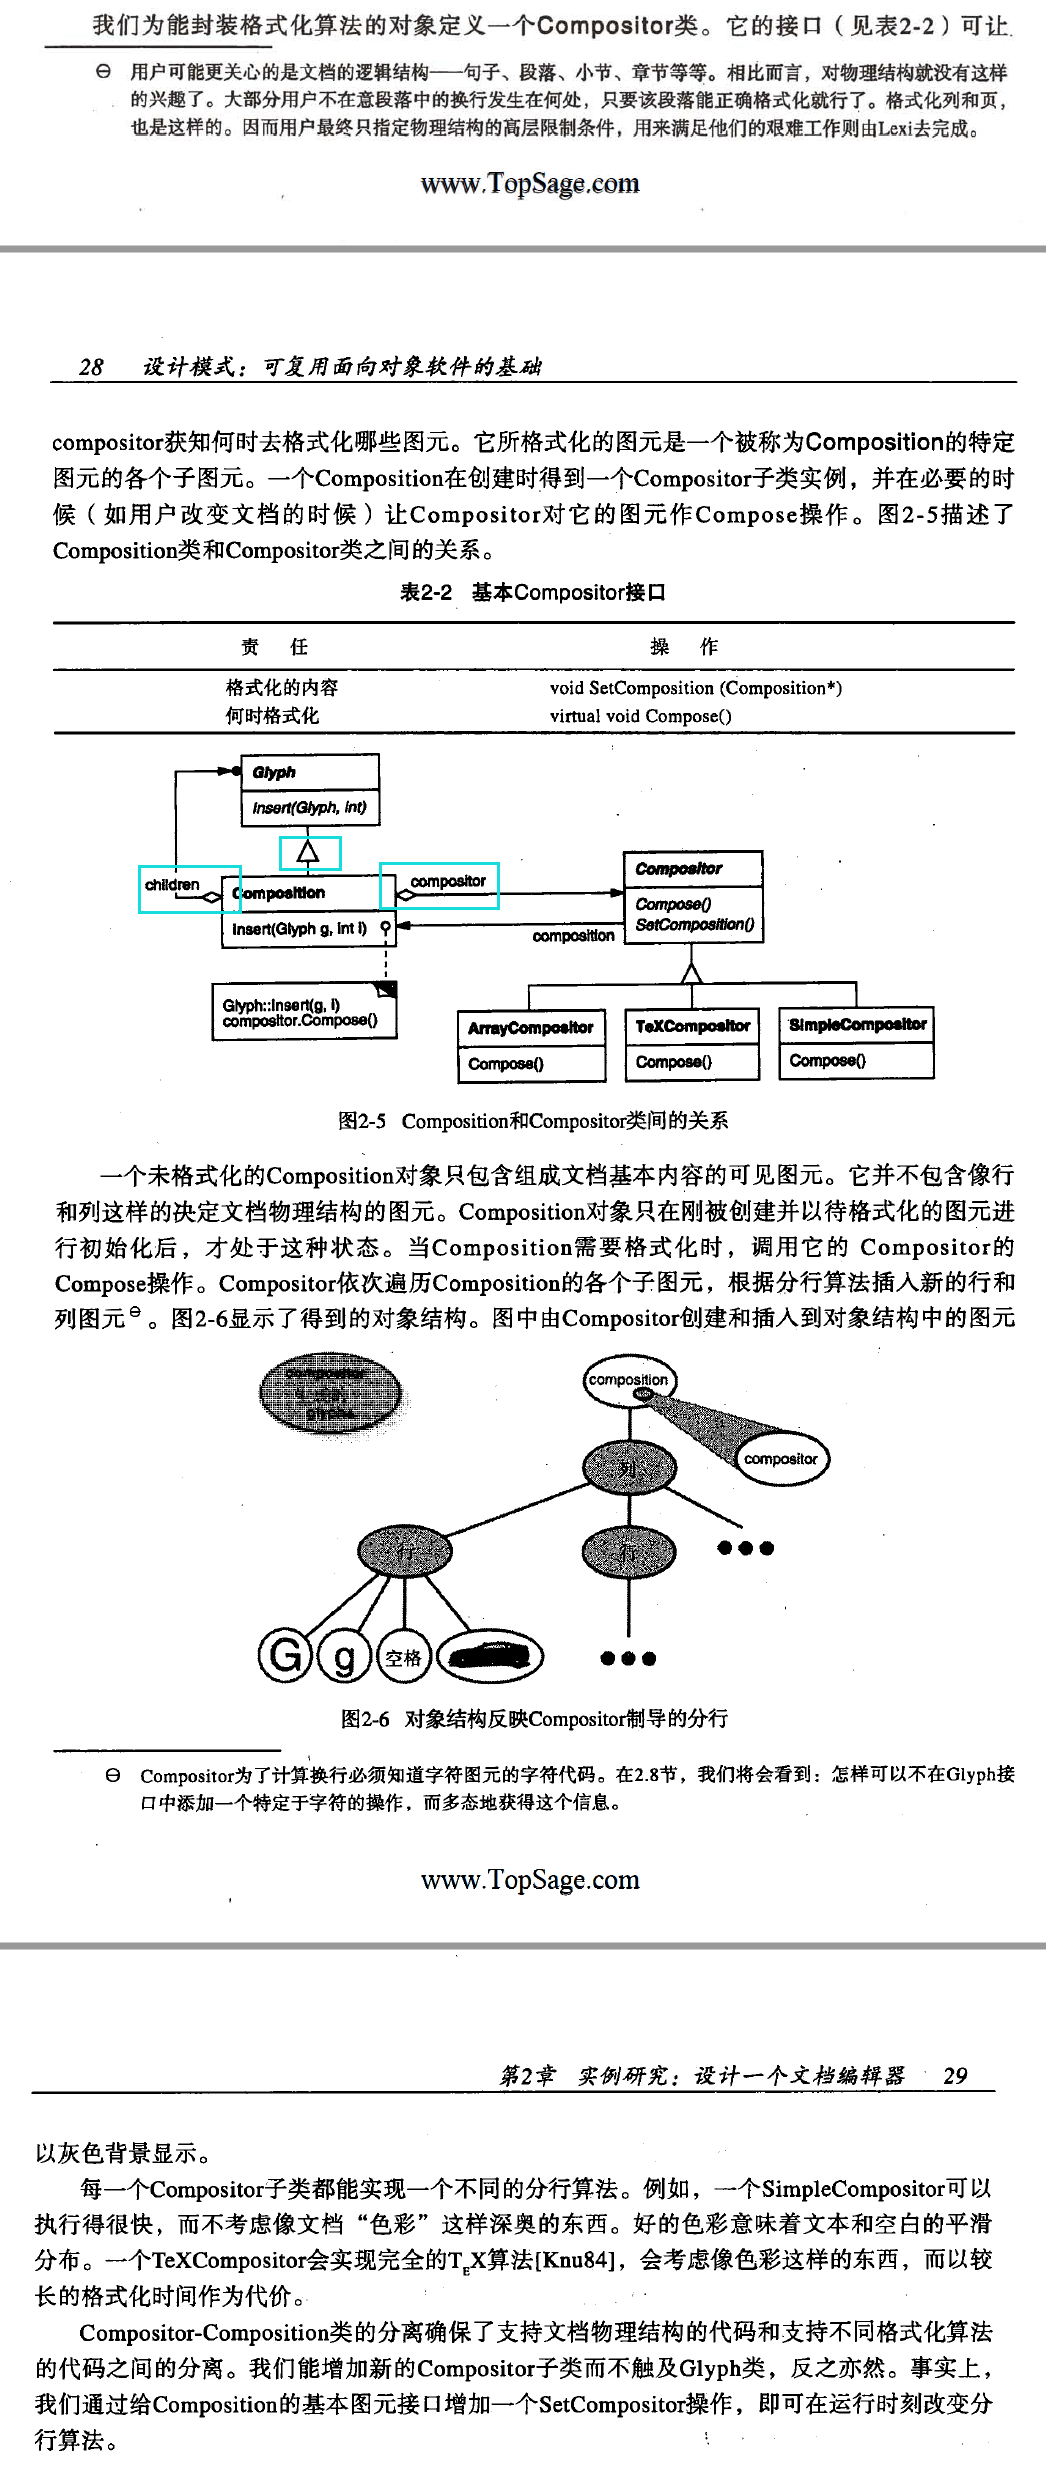 我们为能封装格式化算法的对象定义一个Compositor类。它的接口（见表2-2）可让
⊖ 用户可能更关心的是文档的逻辑结构——句子、段落、小节、章节等等。相比而言，对物理结构就没有这样
的兴趣了。大部分用户不在意段落中的换行发生在何处，只要该段落能正确格式化就行了。格式化列和页，
也是这样的。因而用户最终只指定物理结构的高层限制条件，用来满足他们的艰难工作则由Lexi去完成。
www.TopSage.com
28 设计模式：可复用面向对象软件的基础
compositor获知何时去格式化哪些图元。它所格式化的图元是一个被称为Composition的特定
图元的各个子图元。一个Composition在创建时得到一个Compositor子类实例，并在必要的时
候（如用户改变文档的时候）让Compositor对它的图元作Compose操作。图2-5描述了
Composition类和Compositor类之间的关系。
表2-2 基本Compositor接口
责 任 操 作
格式化的内容 void SetComposition (Composition*)
何时格式化 virtual void Compose()
Glyph
Insert(Glyph, int)
children
Composition
compositor
Insert(Glyph g, int i)
composition
Compositor
Compose()
SetComposition()
Glyph::Insert(g, i)
compositor.Compose()
ArrayCompositor
Compose()
TeXCompositor
Compose()
SimpleCompositor
Compose()
图2-5 Composition和Compositor类间的关系
一个未格式化的Composition对象只包含组成文档基本内容的可见图元。它并不包含像行
和列这样的决定文档物理结构的图元。Composition对象只在刚被创建并以待格式化的图元进
行初始化后，才处于这种状态。当Composition需要格式化时，调用它的 Compositor的
Compose操作。Compositor依次遍历Composition的各个子图元，根据分行算法插入新的行和
列图元⊖。图2-6显示了得到的对象结构。图中由Compositor创建和插入到对象结构中的图元
composition
compositor
列
行
行
G
g
空格
图2-6 对象结构反映Compositor制导的分行
⊖ Compositor为了计算换行必须知道字符图元的字符代码。在2.8节，我们将会看到：怎样可以不在Glyph接
口中添加一个特定于字符的操作，而多态地获得这个信息。
www.TopSage.com
第2章 实例研究：设计一个文档编辑器 29
以灰色背景显示。
每一个Compositor子类都能实现一个不同的分行算法。例如，一个SimpleCompositor可以
执行得很快，而不考虑像文档“色彩”这样深奥的东西。好的色彩意味着文本和空白的平滑
分布。一个TeXCompositor会实现完全的TEX算法[Knu84]，会考虑像色彩这样的东西，而以较
长的格式化时间作为代价。
Compositor-Composition类的分离确保了支持文档物理结构的代码和支持不同格式化算法
的代码之间的分离。我们能增加新的Compositor子类而不触及Glyph类，反之亦然。事实上，
我们通过给Composition的基本图元接口增加一个SetCompositor操作，即可在运行时刻改变分
行算法。